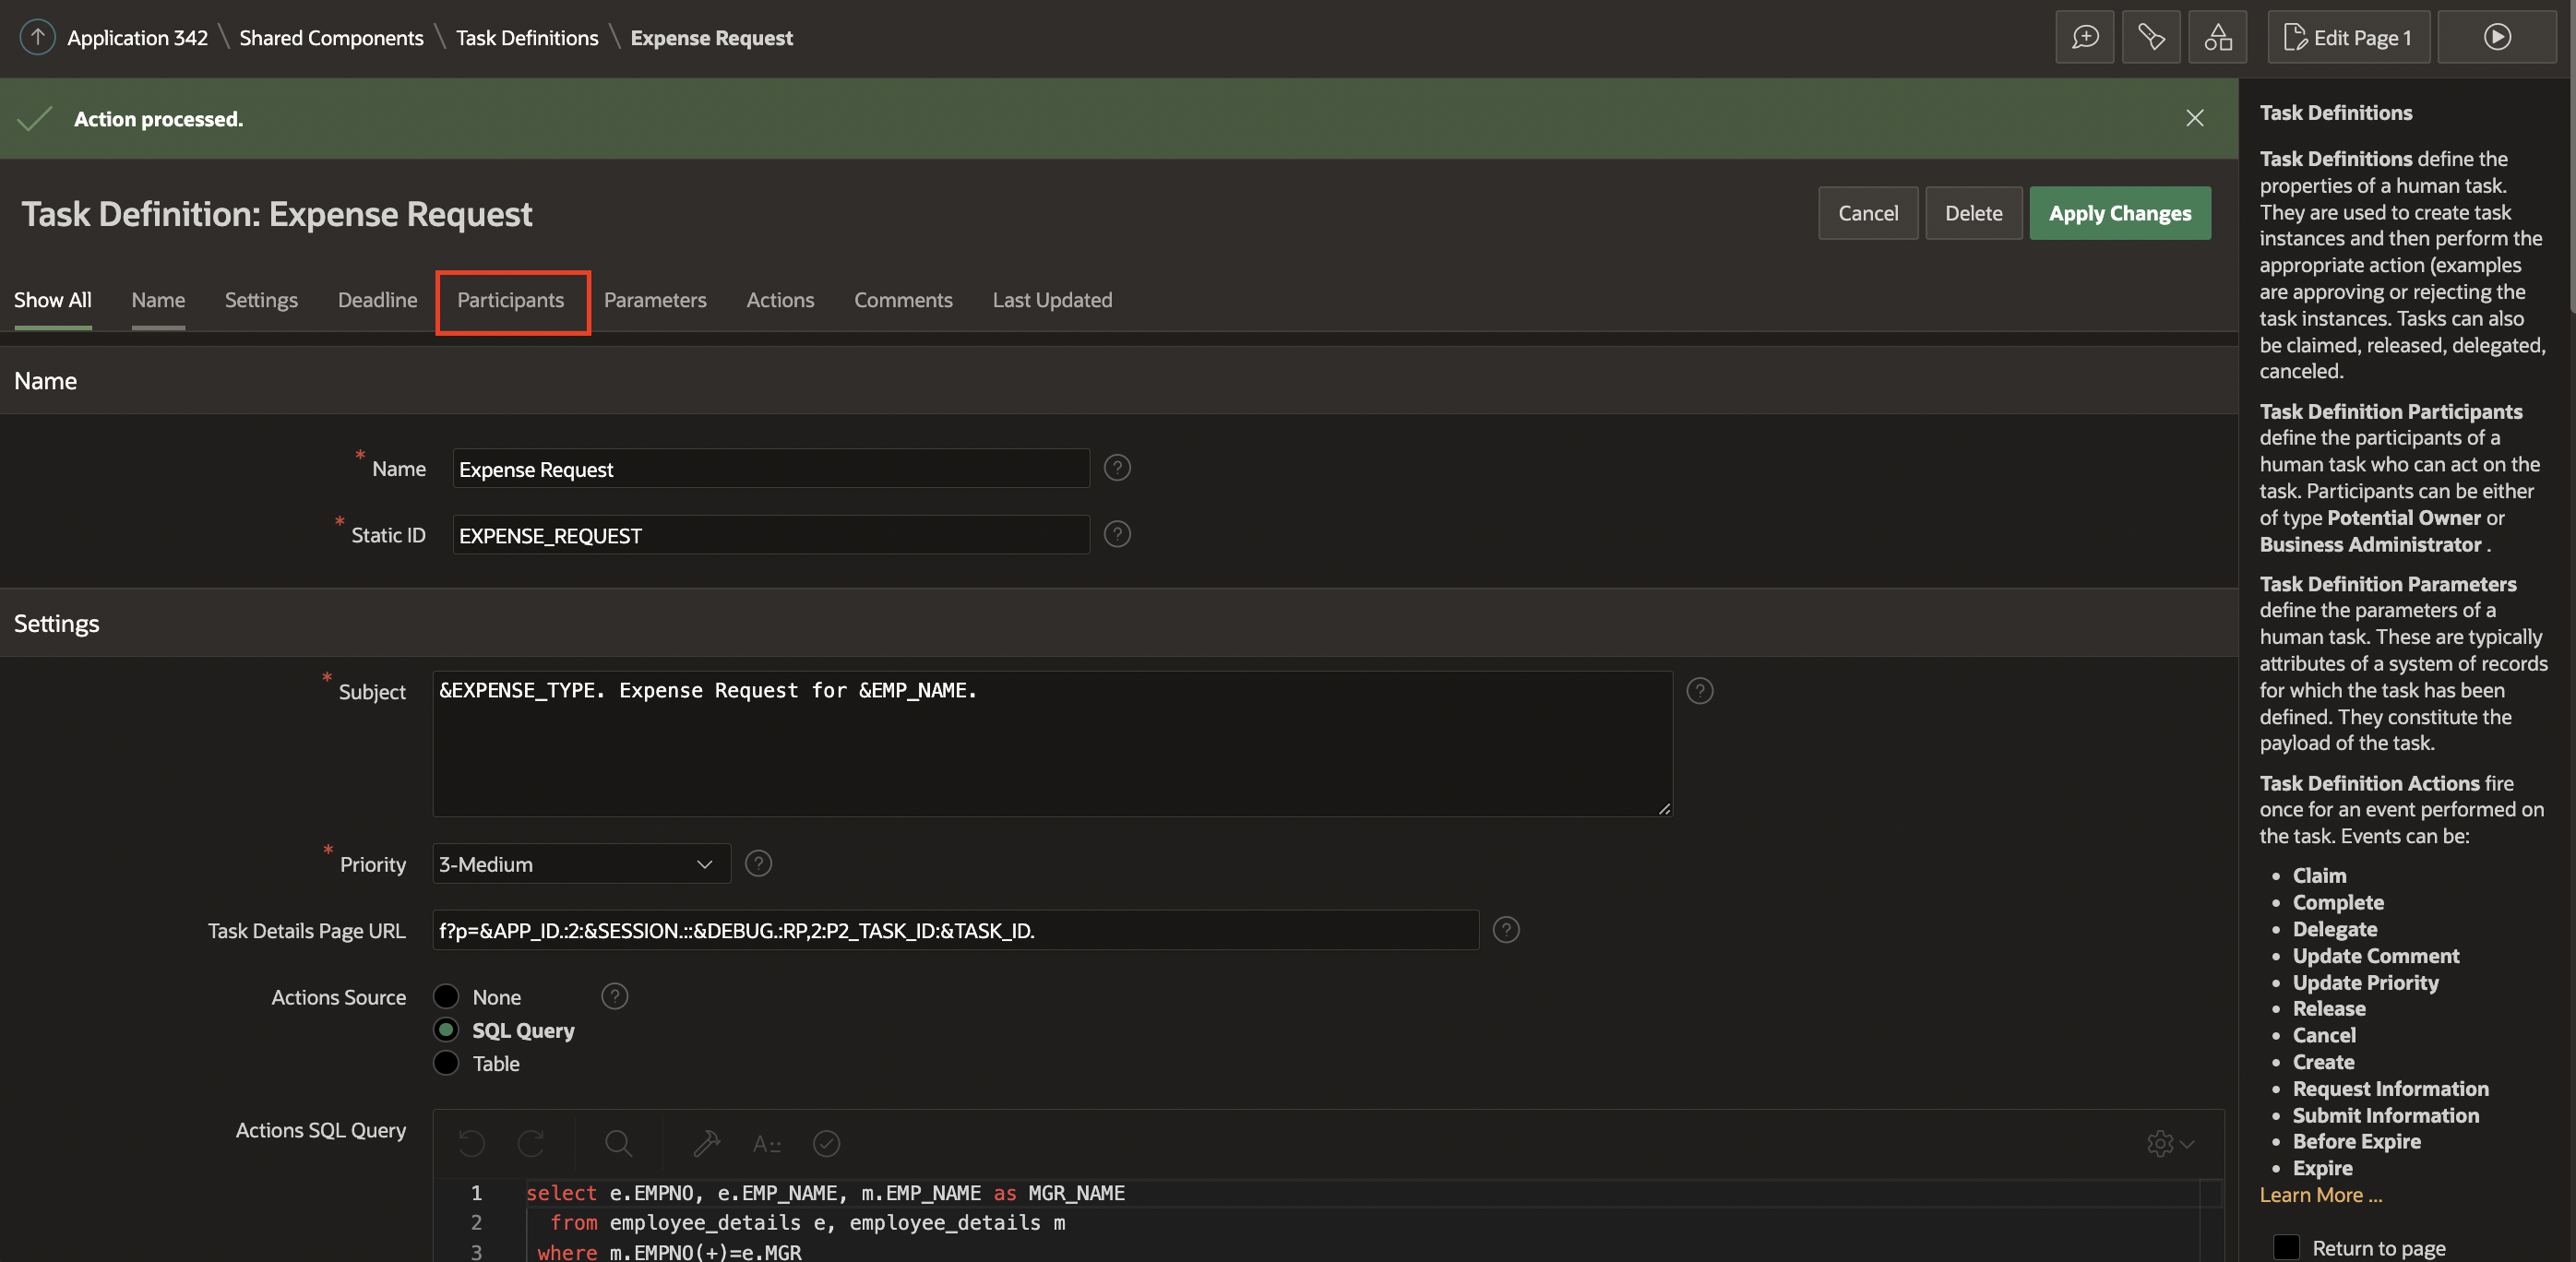 Application 342 \ Shared Components \ Task Definitions \ Expense Request
Edit Page 1
Action processed.
Task Definition: Expense Request
Cancel
Delete
Apply Changes
Show All
Name
Settings
Deadline
Participants
Parameters
Actions
Comments
Last Updated
Name
* Name
Expense Request
* Static ID
EXPENSE_REQUEST
Settings
* Subject
&EXPENSE_TYPE. Expense Request for &EMP_NAME.
* Priority
3-Medium
Task Details Page URL
f?p=&APP_ID.:2:&SESSION.::&DEBUG.:RP,2:P2_TASK_ID:&TASK_ID.
Actions Source
None
SQL Query
Table
Actions SQL Query
1 select e.EMPNO, e.EMP_NAME, m.EMP_NAME as MGR_NAME
2 from employee_details e, employee_details m
3 where m.EMPNO(+)=e.MGR
Task Definitions
Task Definitions define the
properties of a human task.
They are used to create task
instances and then perform the
appropriate action (examples
are approving or rejecting the
task instances. Tasks can also
be claimed, released, delegated,
canceled.
Task Definition Participants
define the participants of a
human task who can act on the
task. Participants can be either
of type Potential Owner or
Business Administrator .
Task Definition Parameters
define the parameters of a
human task. These are typically
attributes of a system of records
for which the task has been
defined. They constitute the
payload of the task.
Task Definition Actions fire
once for an event performed on
the task. Events can be:
• Claim
• Complete
• Delegate
• Update Comment
• Update Priority
• Release
• Cancel
• Create
• Request Information
• Submit Information
• Before Expire
• Expire
Learn More ...
Return to page